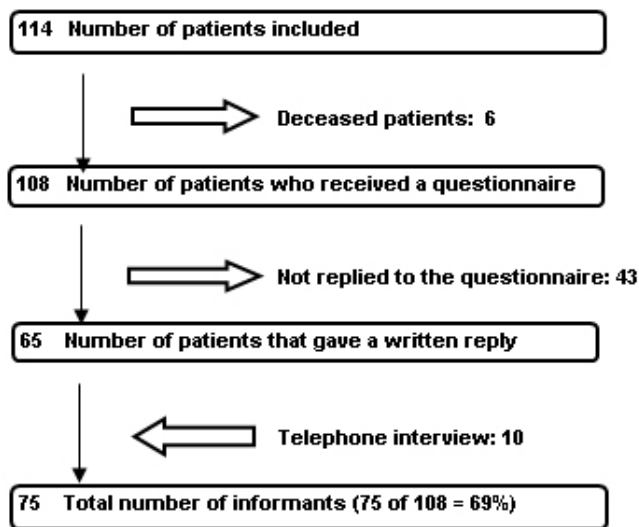 114 Number of patients included
Deceased patients: 6
108 Number of patients who received a questionnaire
Not replied to the questionnaire: 43
65 Number of patients that gave a written reply
Telephone interview: 10
75 Total number of informants (75 of 108 = 69%)